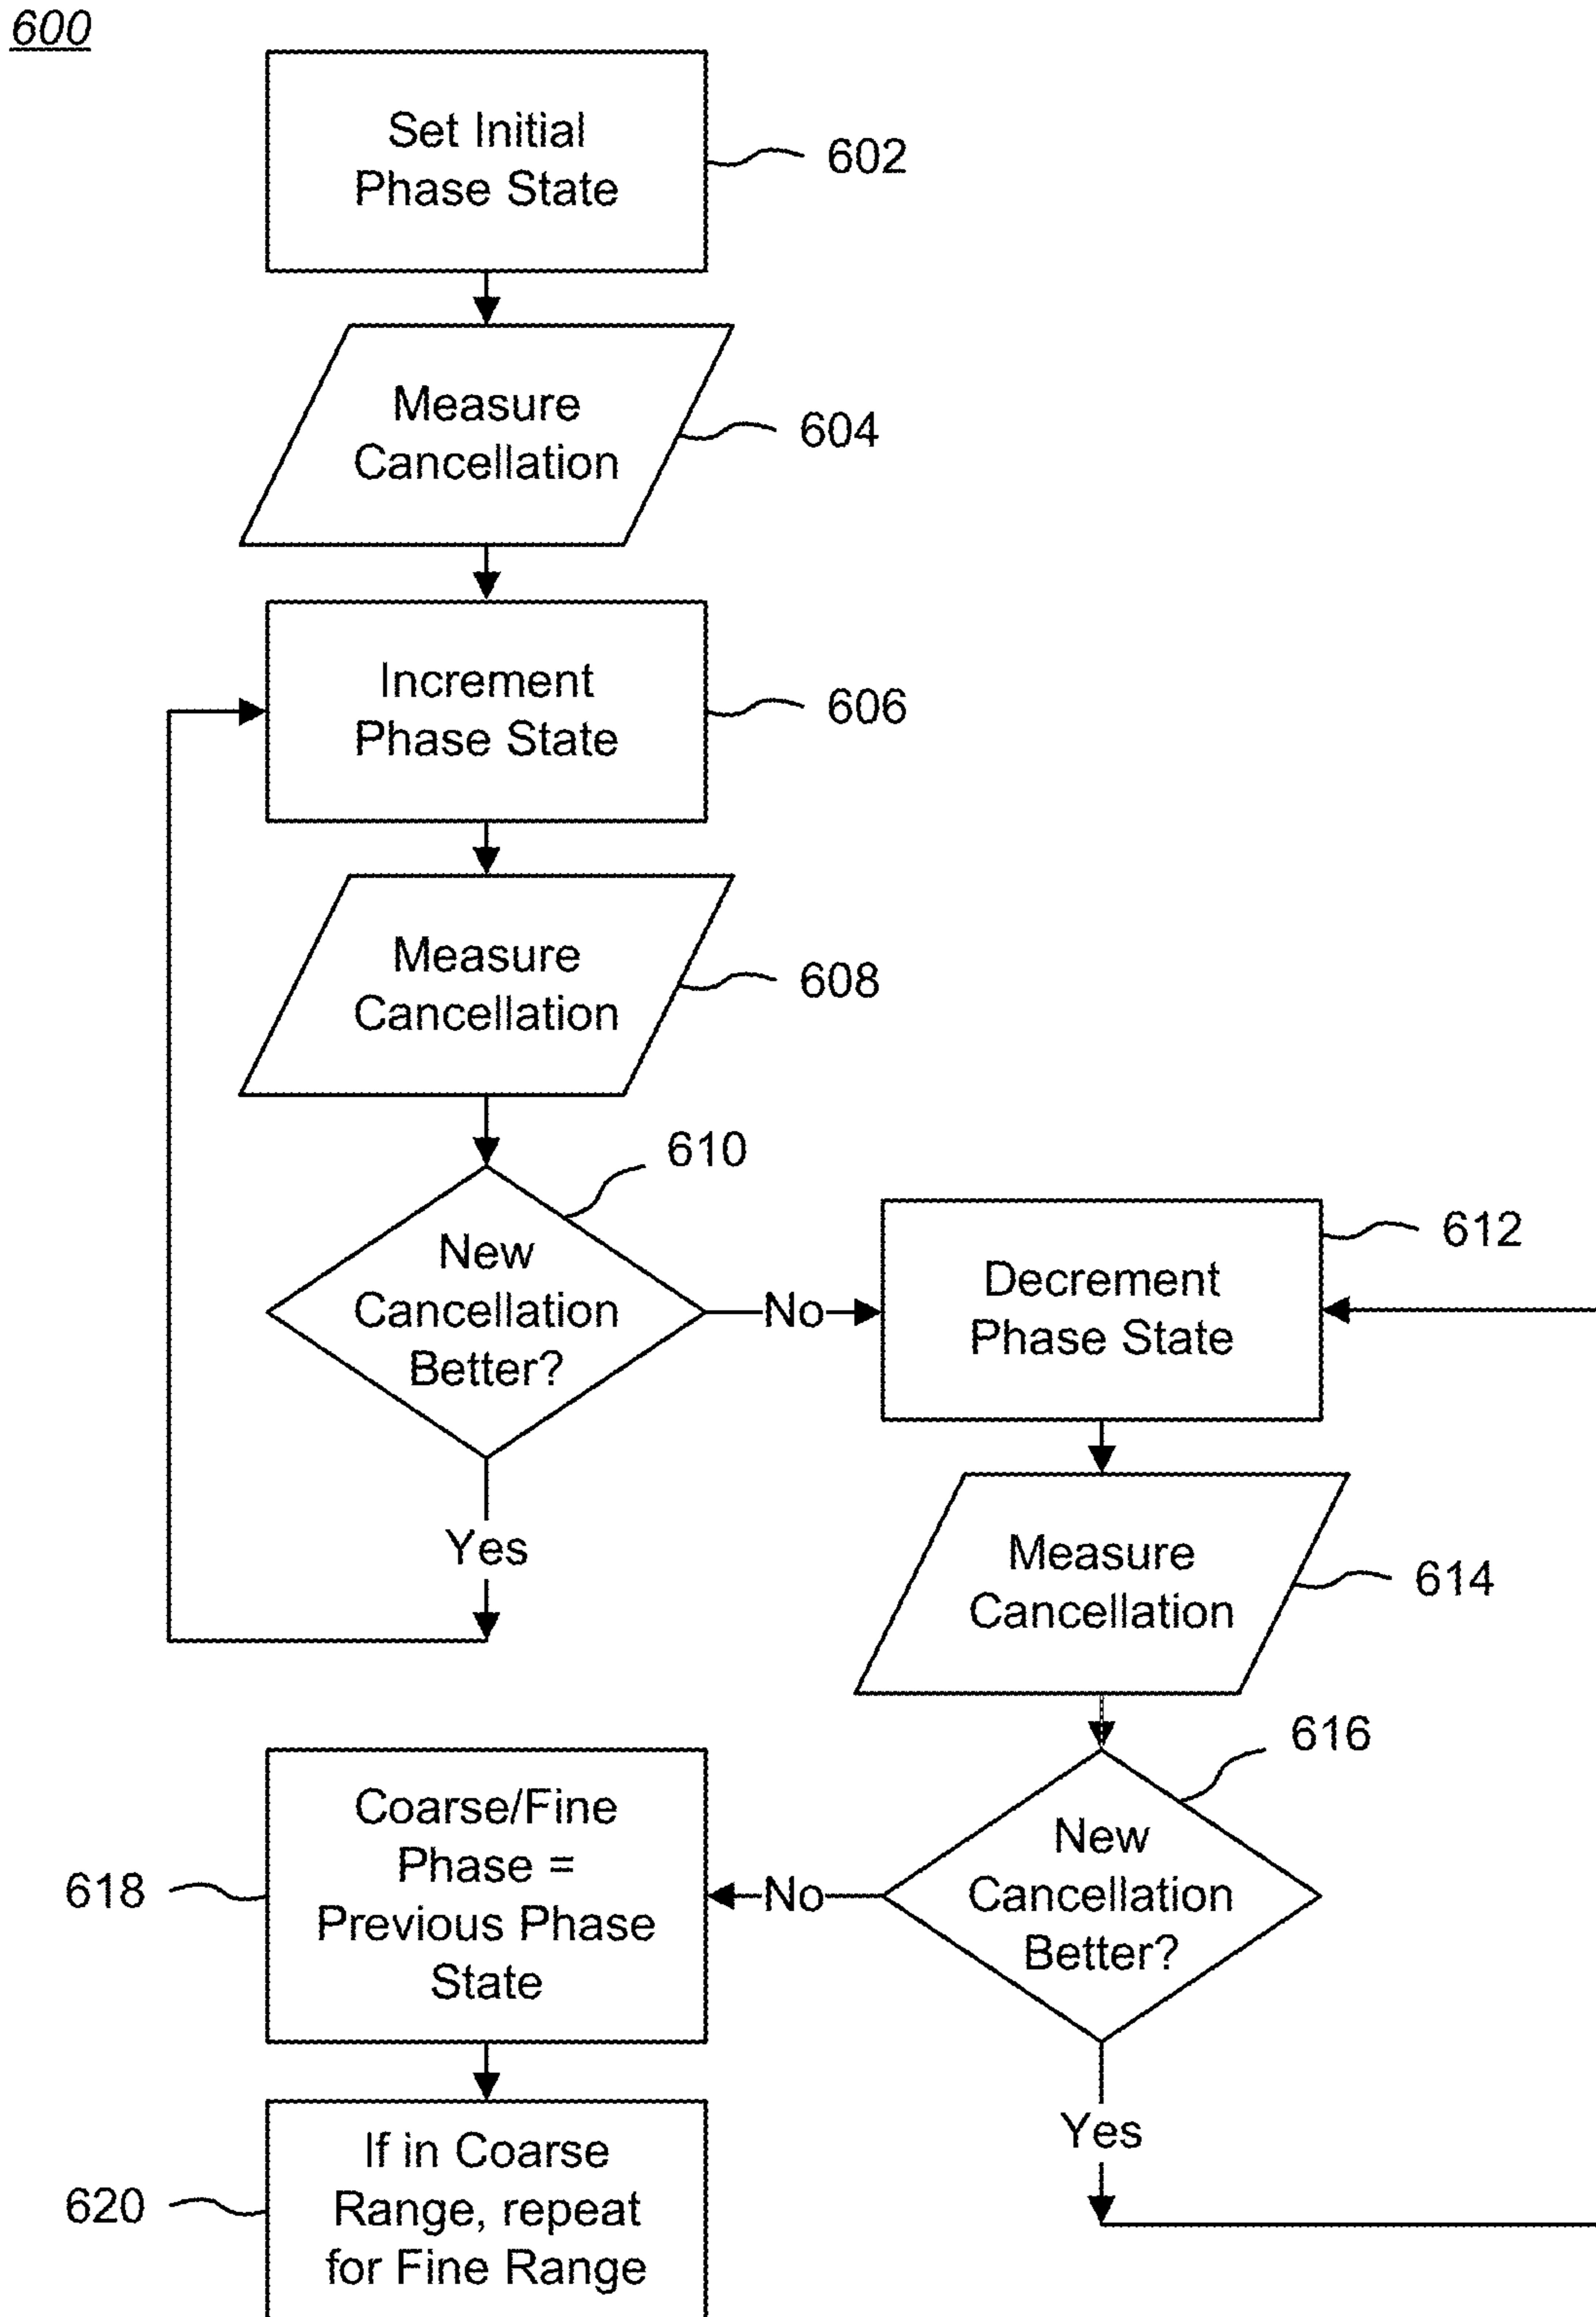 600
Set Initial
Phase State
602
Measure
Cancellation
604
Increment
Phase State
606
Measure
Cancellation
608
610
New
Cancellation
Better?
No
Yes
612
Decrement
Phase State
Measure
Cancellation
614
616
New
Cancellation
Better?
No
Yes
618
Coarse/Fine
Phase =
Previous Phase
State
620
If in Coarse
Range, repeat
for Fine Range